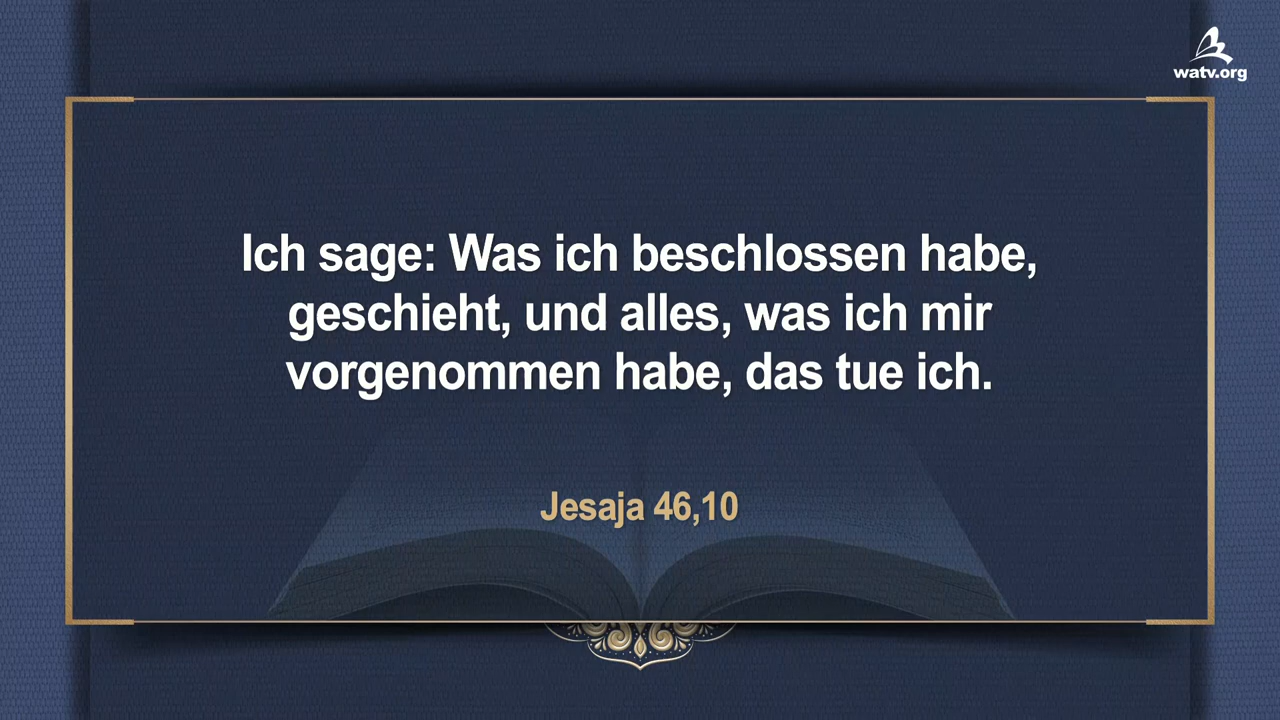 watv.org
Ich sage: Was ich beschlossen habe,
geschieht, und alles, was ich mir
vorgenommen habe, das tue ich.
Jesaja 46,10